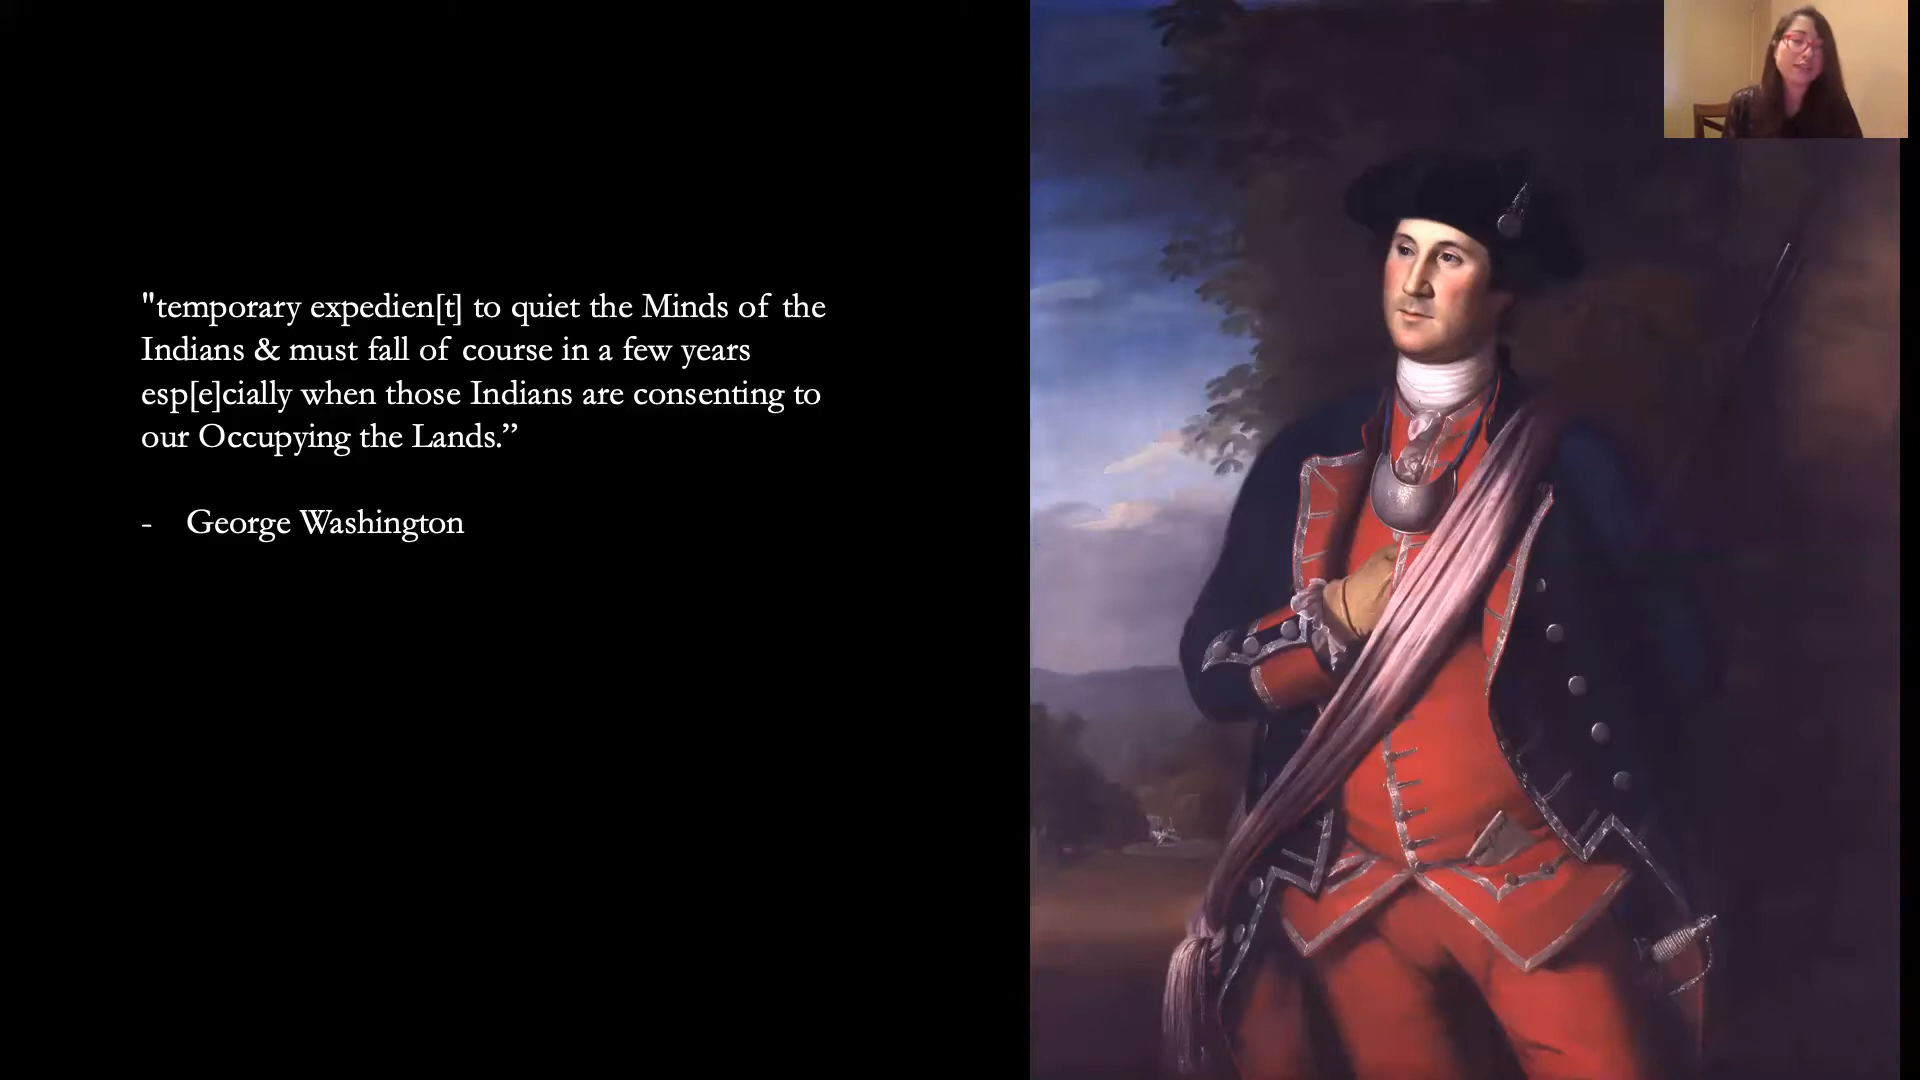 "temporary expedien[t] to quiet the Minds of the
Indians & must fall of course in a few years
esp[e]cially when those Indians are consenting to
our Occupying the Lands.”
- George Washington